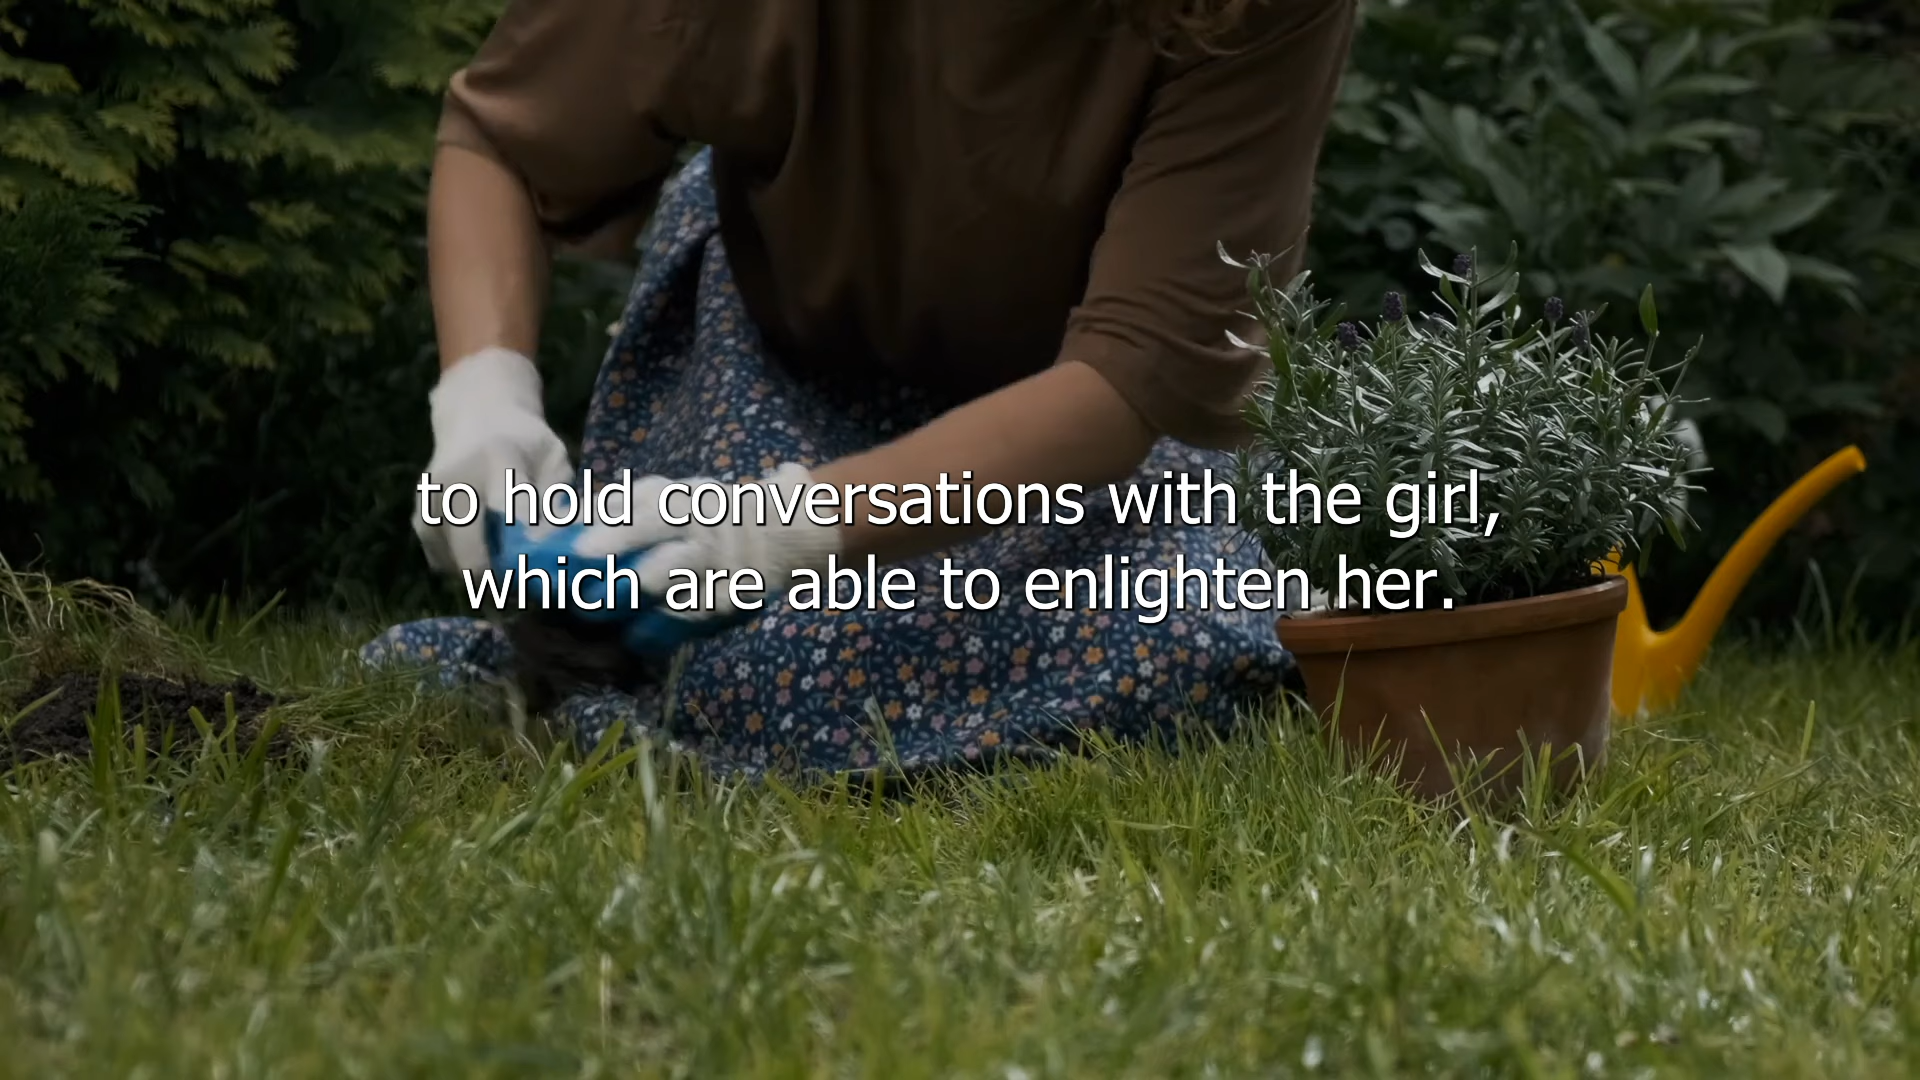 to hold conversations with the girl,
which are able to enlighten her.